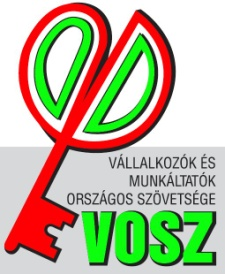 VÁLLALKOZÓK ÉS
MUNKÁLTATÓK
ORSZÁGOS SZÖVETSÉGE
VOSZ